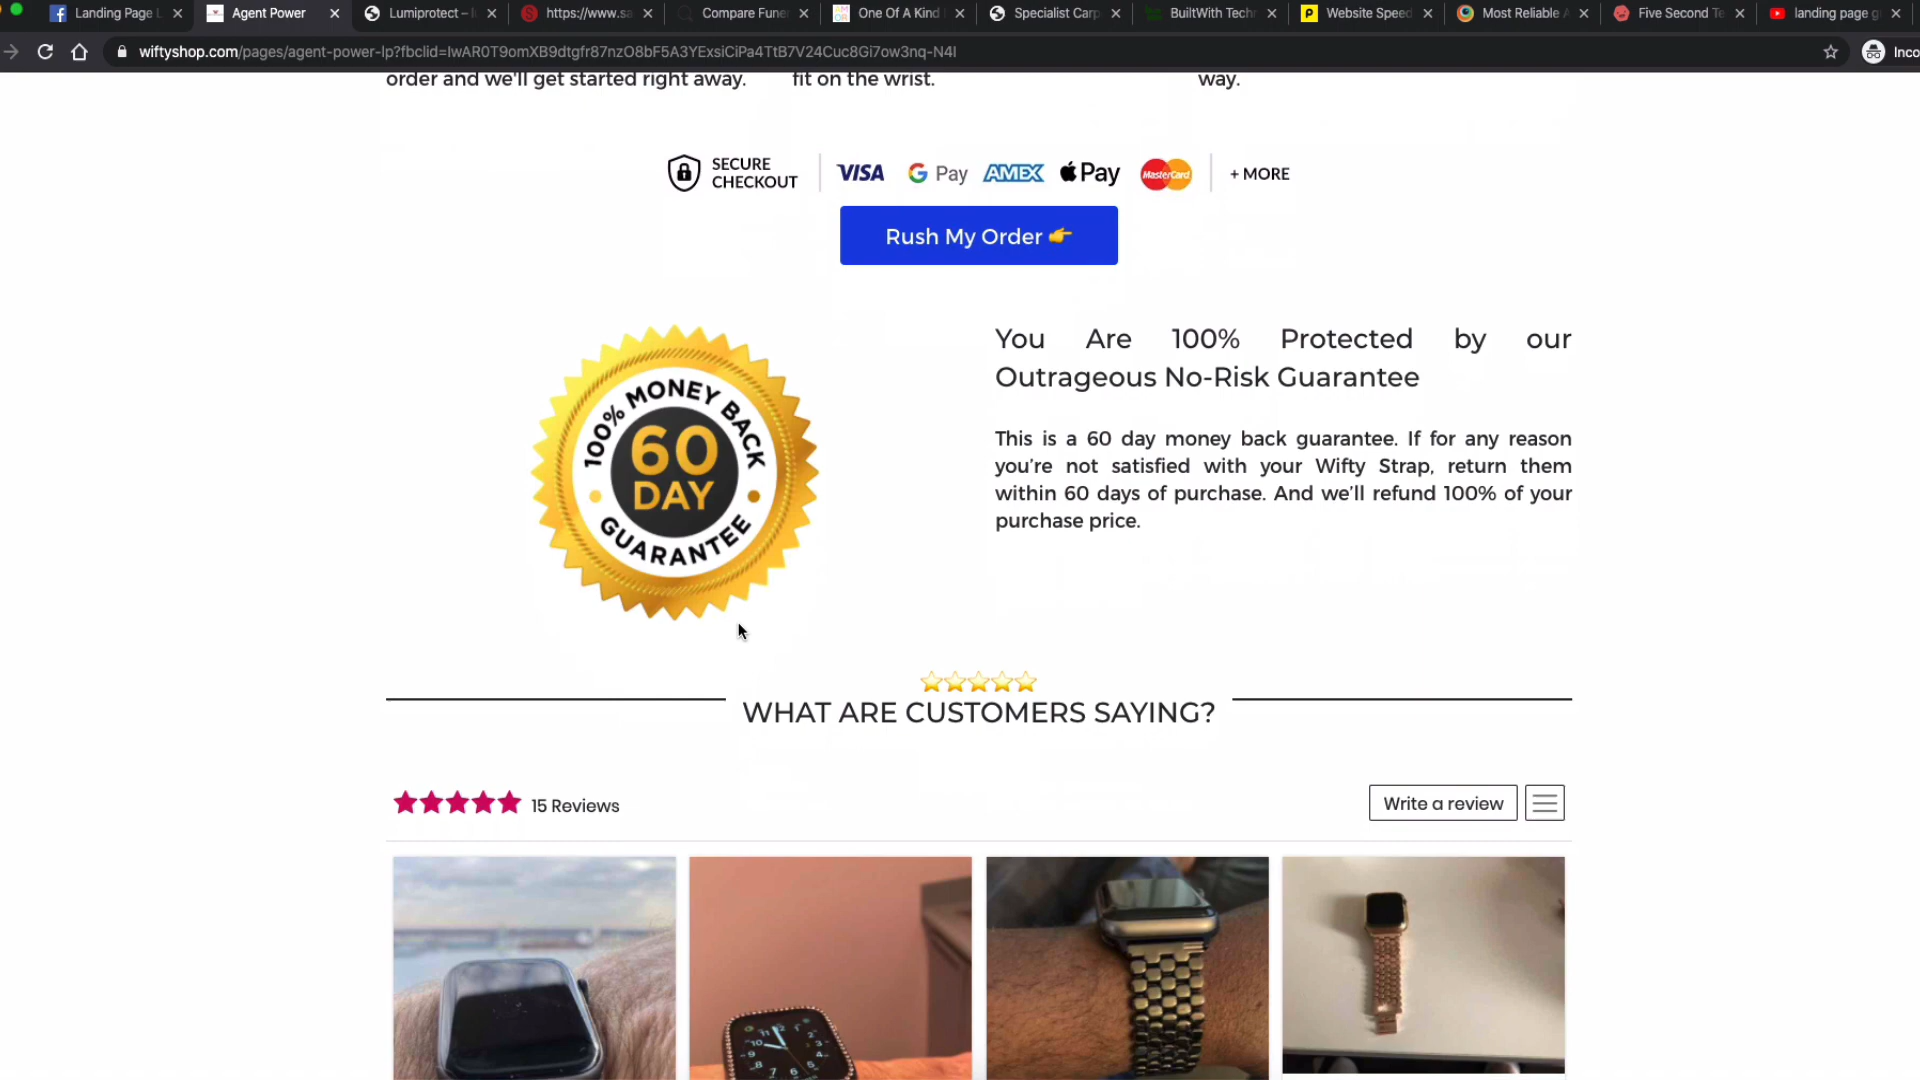 Landing Page L
Agent Power
Lumiprotect – l
https://www.sa
Compare Fune
One Of A Kind
Specialist Carp
BuiltWith Tech
Website Speed
Most Reliable A
Five Second Te
landing page g
wiftyshop.com/pages/agent-power-lp?fbclid=IwAR0T9omXB9dtgfr87nzO8bF5A3YExsiCiPa4TtB7V24Cuc8Gi7ow3nq-N4I
Inco
order and we'll get started right away.
fit on the wrist.
way.
SECURE
CHECKOUT
VISA
G Pay
AMEX
Pay
MasterCard
+ MORE
Rush My Order
100% MONEY BACK
60
DAY
GUARANTEE
You Are 100% Protected by our
Outrageous No-Risk Guarantee
This is a 60 day money back guarantee. If for any reason
you're not satisfied with your Wifty Strap, return them
within 60 days of purchase. And we'll refund 100% of your
purchase price.
WHAT ARE CUSTOMERS SAYING?
15 Reviews
Write a review